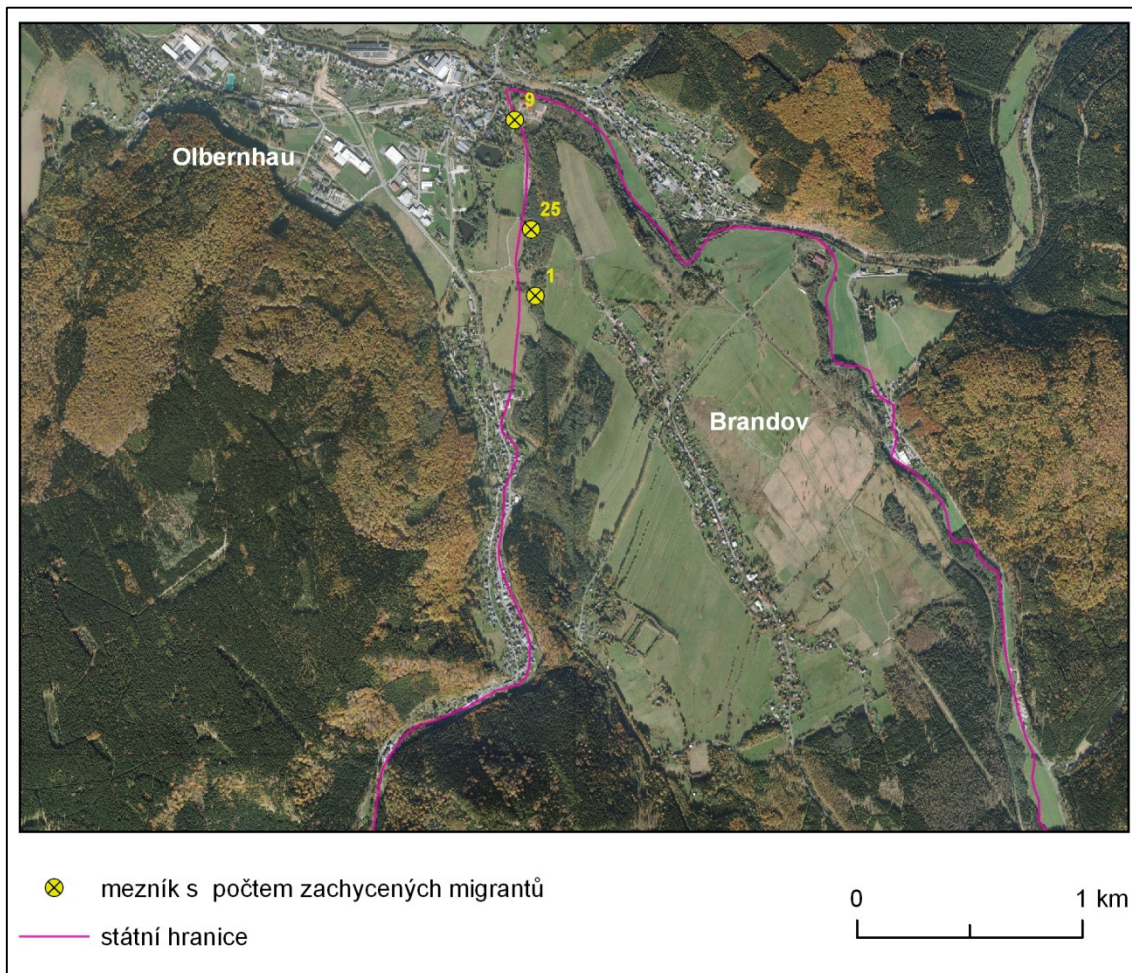 9
Olbernhau
25
1
Brandov
mezník s  počtem zachycených migrantů
státní hranice
0 1 km